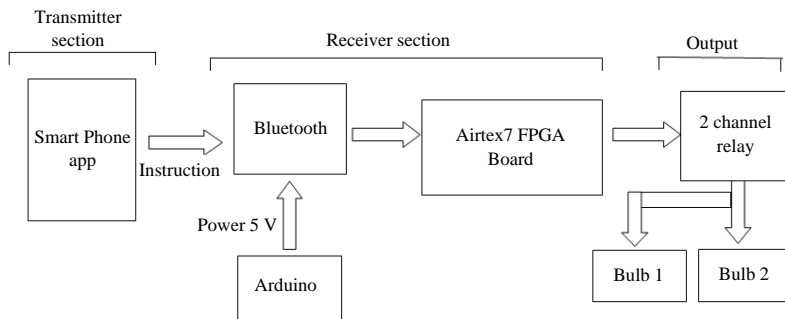 Transmitter
section
Receiver section
Output
Smart Phone
app
Instruction
Bluetooth
Airtex7 FPGA
Board
2 channel
relay
Power 5 V
Arduino
Bulb 1
Bulb 2